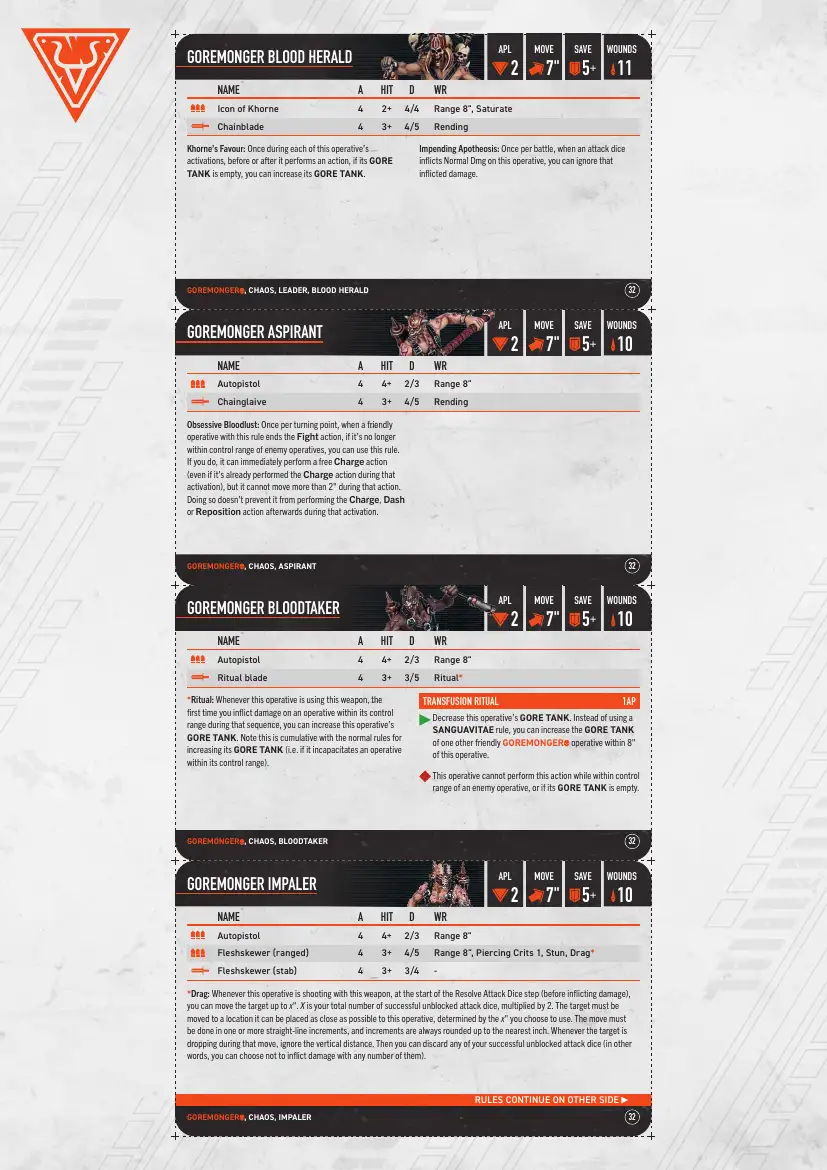 GOREMONGER BLOOD HERALD
APL MOVE SAVE WOUNDS
2 7" 5+ 11
NAME A HIT D WR
Icon of Khorne 4 2+ 4/4 Range 8", Saturate
Chainblade 4 3+ 4/5 Rending
Khorne's Favour: Once during each of this operative's
activations, before or after it performs an action, if its GORE
TANK is empty, you can increase its GORE TANK.
Impending Apotheosis: Once per battle, when an attack dice
inflicts Normal Dmg on this operative, you can ignore that
inflicted damage.
GOREMONGER, CHAOS, LEADER, BLOOD HERALD
32
GOREMONGER ASPIRANT
APL MOVE SAVE WOUNDS
2 7" 5+ 10
NAME A HIT D WR
Autopistol 4 4+ 2/3 Range 8"
Chainglaive 4 3+ 4/5 Rending
Obsessive Bloodlust: Once per turning point, when a friendly
operative with this rule ends the Fight action, if it's no longer
within control range of enemy operatives, you can use this rule.
If you do, it can immediately perform a free Charge action
(even if it's already performed the Charge action during that
activation), but it cannot move more than 2" during that action.
Doing so doesn't prevent it from performing the Charge, Dash
or Reposition action afterwards during that activation.
GOREMONGER, CHAOS, ASPIRANT
32
GOREMONGER BLOODTAKER
APL MOVE SAVE WOUNDS
2 7" 5+ 10
NAME A HIT D WR
Autopistol 4 4+ 2/3 Range 8"
Ritual blade 4 3+ 3/5 Ritual*
*Ritual: Whenever this operative is using this weapon, the
first time you inflict damage on an operative within its control
range during that sequence, you can increase this operative's
GORE TANK. Note this is cumulative with the normal rules for
increasing its GORE TANK (i.e. if it incapacitates an operative
within its control range).
TRANSFUSION RITUAL 1AP
Decrease this operative's GORE TANK. Instead of using a
SANGUAVITAE rule, you can increase the GORE TANK
of one other friendly GOREMONGER operative within 8"
of this operative.
This operative cannot perform this action while within control
range of an enemy operative, or if its GORE TANK is empty.
GOREMONGER, CHAOS, BLOODTAKER
32
GOREMONGER IMPALER
APL MOVE SAVE WOUNDS
2 7" 5+ 10
NAME A HIT D WR
Autopistol 4 4+ 2/3 Range 8"
Fleshskewer (ranged) 4 3+ 4/5 Range 8", Piercing Crits 1, Stun, Drag*
Fleshskewer (stab) 4 3+ 3/4 -
*Drag: Whenever this operative is shooting with this weapon, at the start of the Resolve Attack Dice step (before inflicting damage),
you can move the target up to x". X is your total number of successful unblocked attack dice, multiplied by 2. The target must be
moved to a location it can be placed as close as possible to this operative, determined by the x" you choose to use. The move must
be done in one or more straight-line increments, and increments are always rounded up to the nearest inch. Whenever the target is
dropping during that move, ignore the vertical distance. Then you can discard any of your successful unblocked attack dice (in other
words, you can choose not to inflict damage with any number of them).
RULES CONTINUE ON OTHER SIDE ▶
GOREMONGER, CHAOS, IMPALER
32